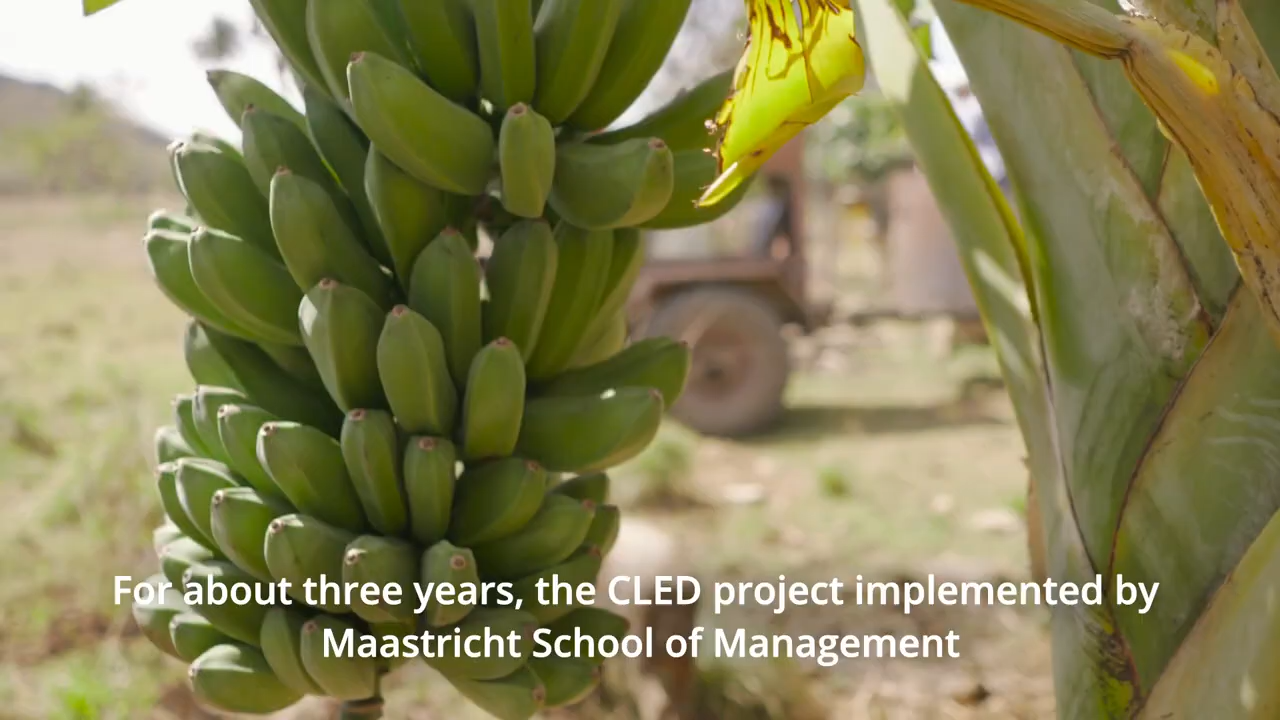 For about three years, the CLED project implemented by
Maastricht School of Management